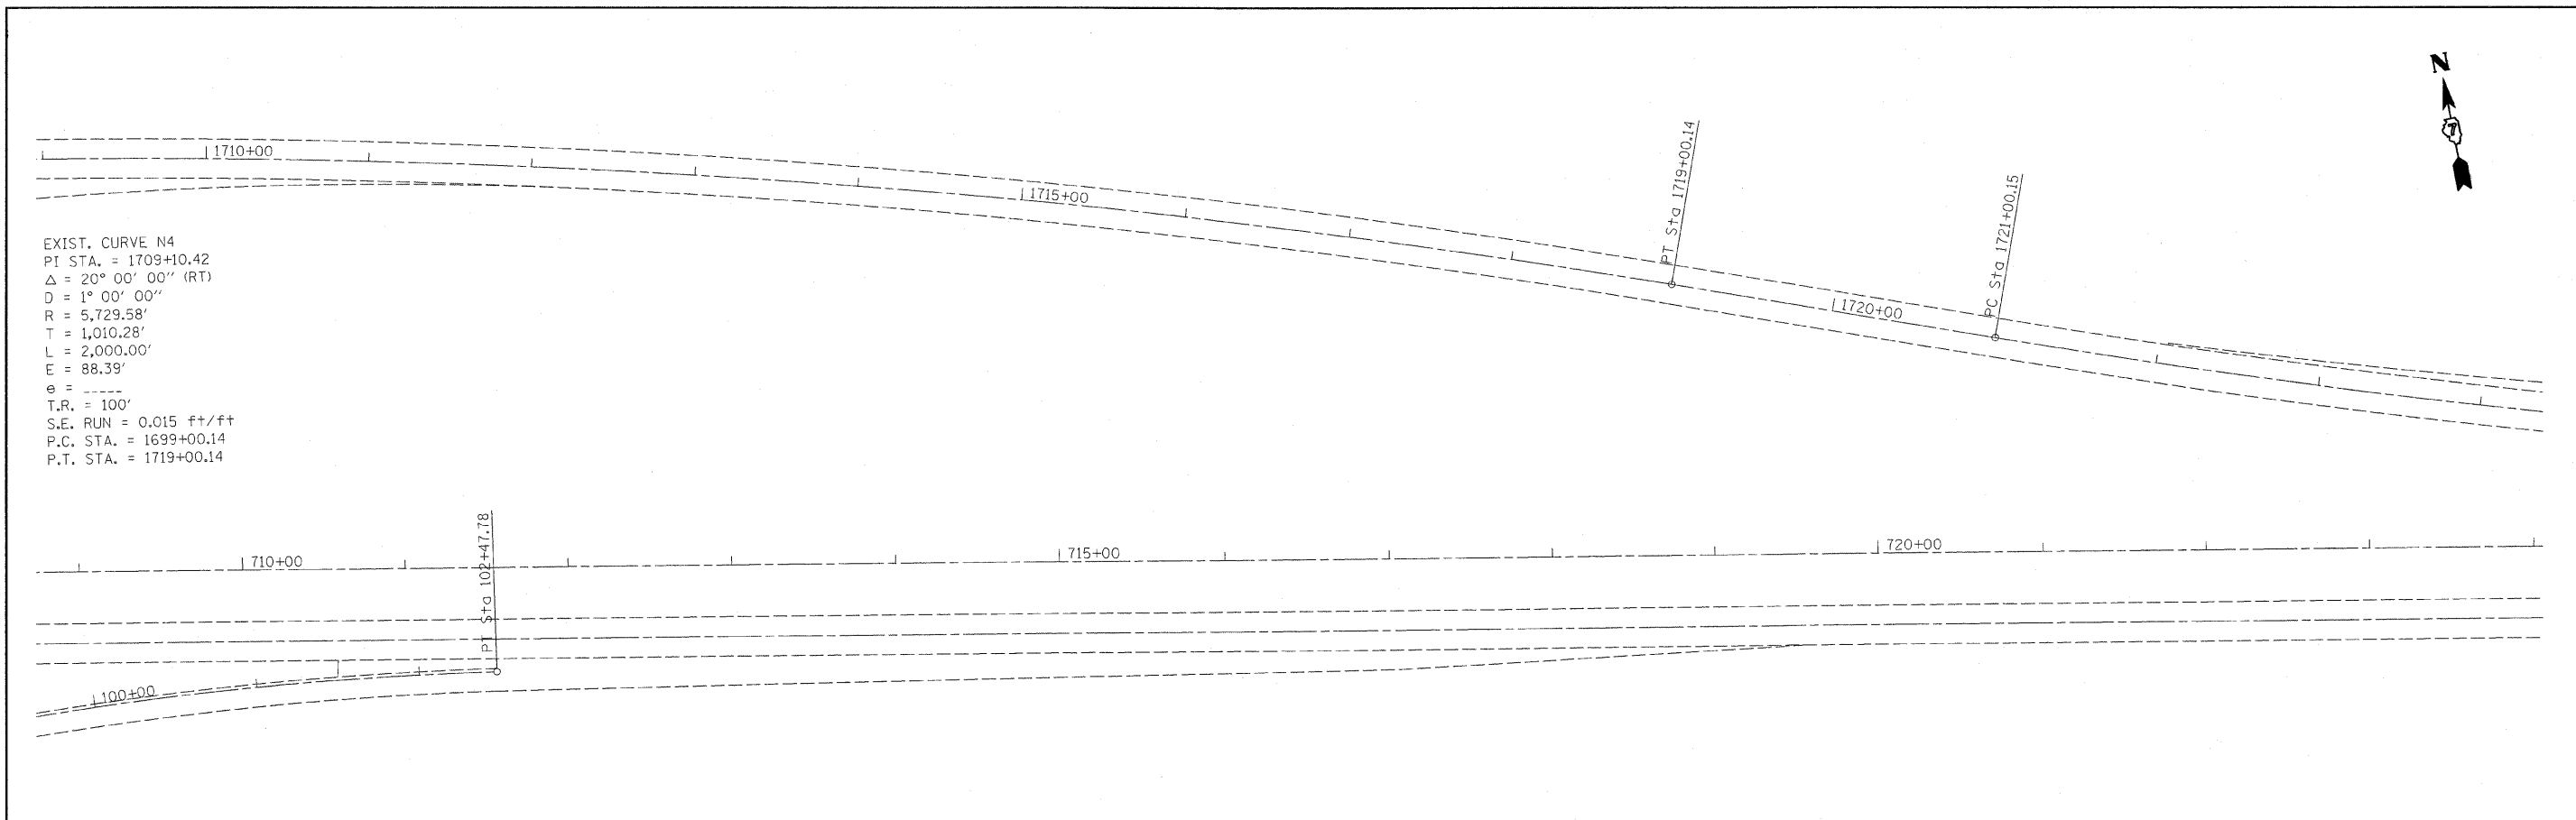 N
7
1710+00
1715+00
PT Sta 1719+00.14
1720+00
PC Sta 1721+00.15
EXIST. CURVE N4
PI STA. = 1709+10.42
Δ = 20° 00' 00" (RT)
D = 1° 00' 00"
R = 5,729.58'
T = 1,010.28'
L = 2,000.00'
E = 88.39'
e = _____
T.R. = 100'
S.E. RUN = 0.015 ft/ft
P.C. STA. = 1699+00.14
P.T. STA. = 1719+00.14
710+00
PT Sta 102+47.78
715+00
720+00
100+00